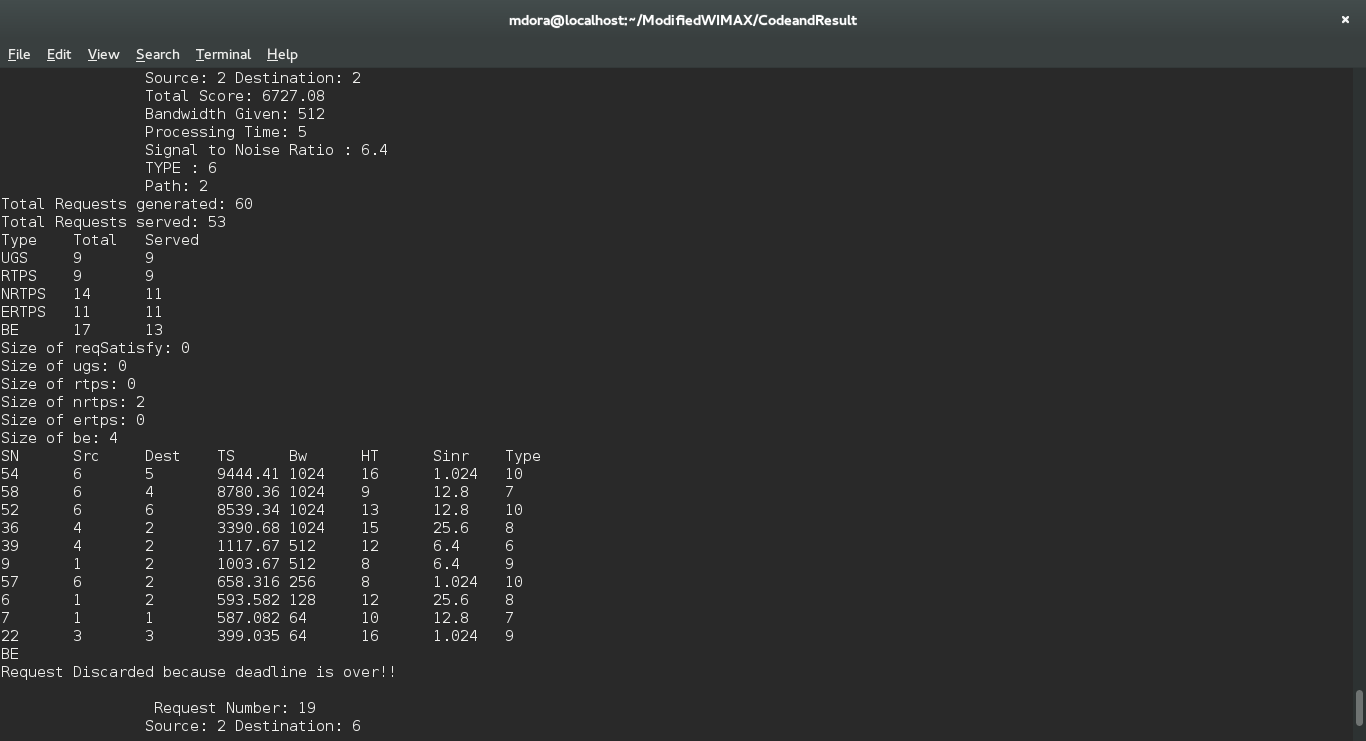 mdora@localhost:~/ModifiedWIMAX/CodeandResult
×
File Edit View Search Terminal Help
Source: 2 Destination: 2
Total Score: 6727.08
Bandwidth Given: 512
Processing Time: 5
Signal to Noise Ratio : 6.4
TYPE : 6
Path: 2
Total Requests generated: 60
Total Requests served: 53
Type Total Served
UGS 9 9
RTPS 9 9
NRTPS 14 11
ERTPS 11 11
BE 17 13
Size of reqSatisfy: 0
Size of ugs: 0
Size of rtps: 0
Size of nrtps: 2
Size of ertps: 0
Size of be: 4
SN Src Dest TS Bw HT Sinr Type
54 6 5 9444.41 1024 16 1.024 10
58 6 4 8780.36 1024 9 12.8 7
52 6 6 8539.34 1024 13 12.8 10
36 4 2 3390.68 1024 15 25.6 8
39 4 2 1117.67 512 12 6.4 6
9 1 2 1003.67 512 8 6.4 9
57 6 2 658.316 256 8 1.024 10
6 1 2 593.582 128 12 25.6 8
7 1 1 587.082 64 10 12.8 7
22 3 3 399.035 64 16 1.024 9
BE
Request Discarded because deadline is over!!
Request Number: 19
Source: 2 Destination: 6